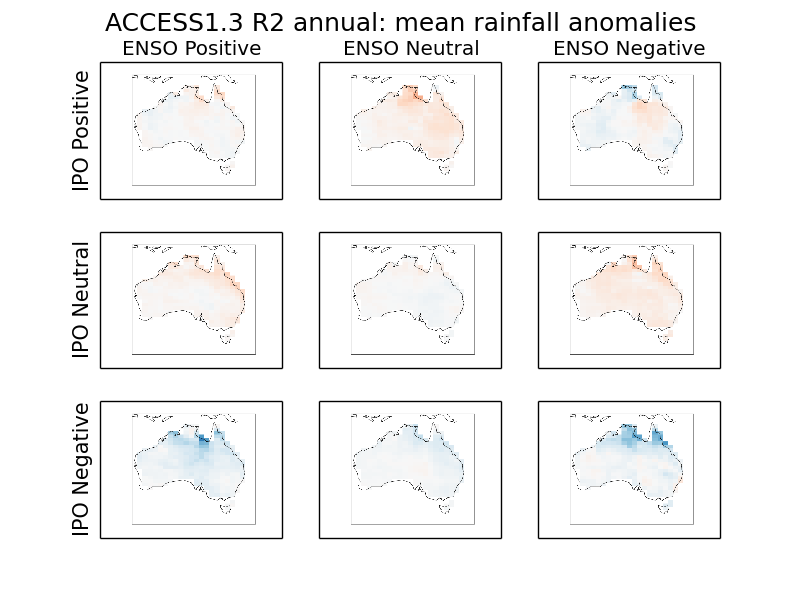 ACCESS1.3 R2 annual: mean rainfall anomalies
ENSO Positive
ENSO Neutral
ENSO Negative
IPO Positive
IPO Neutral
IPO Negative